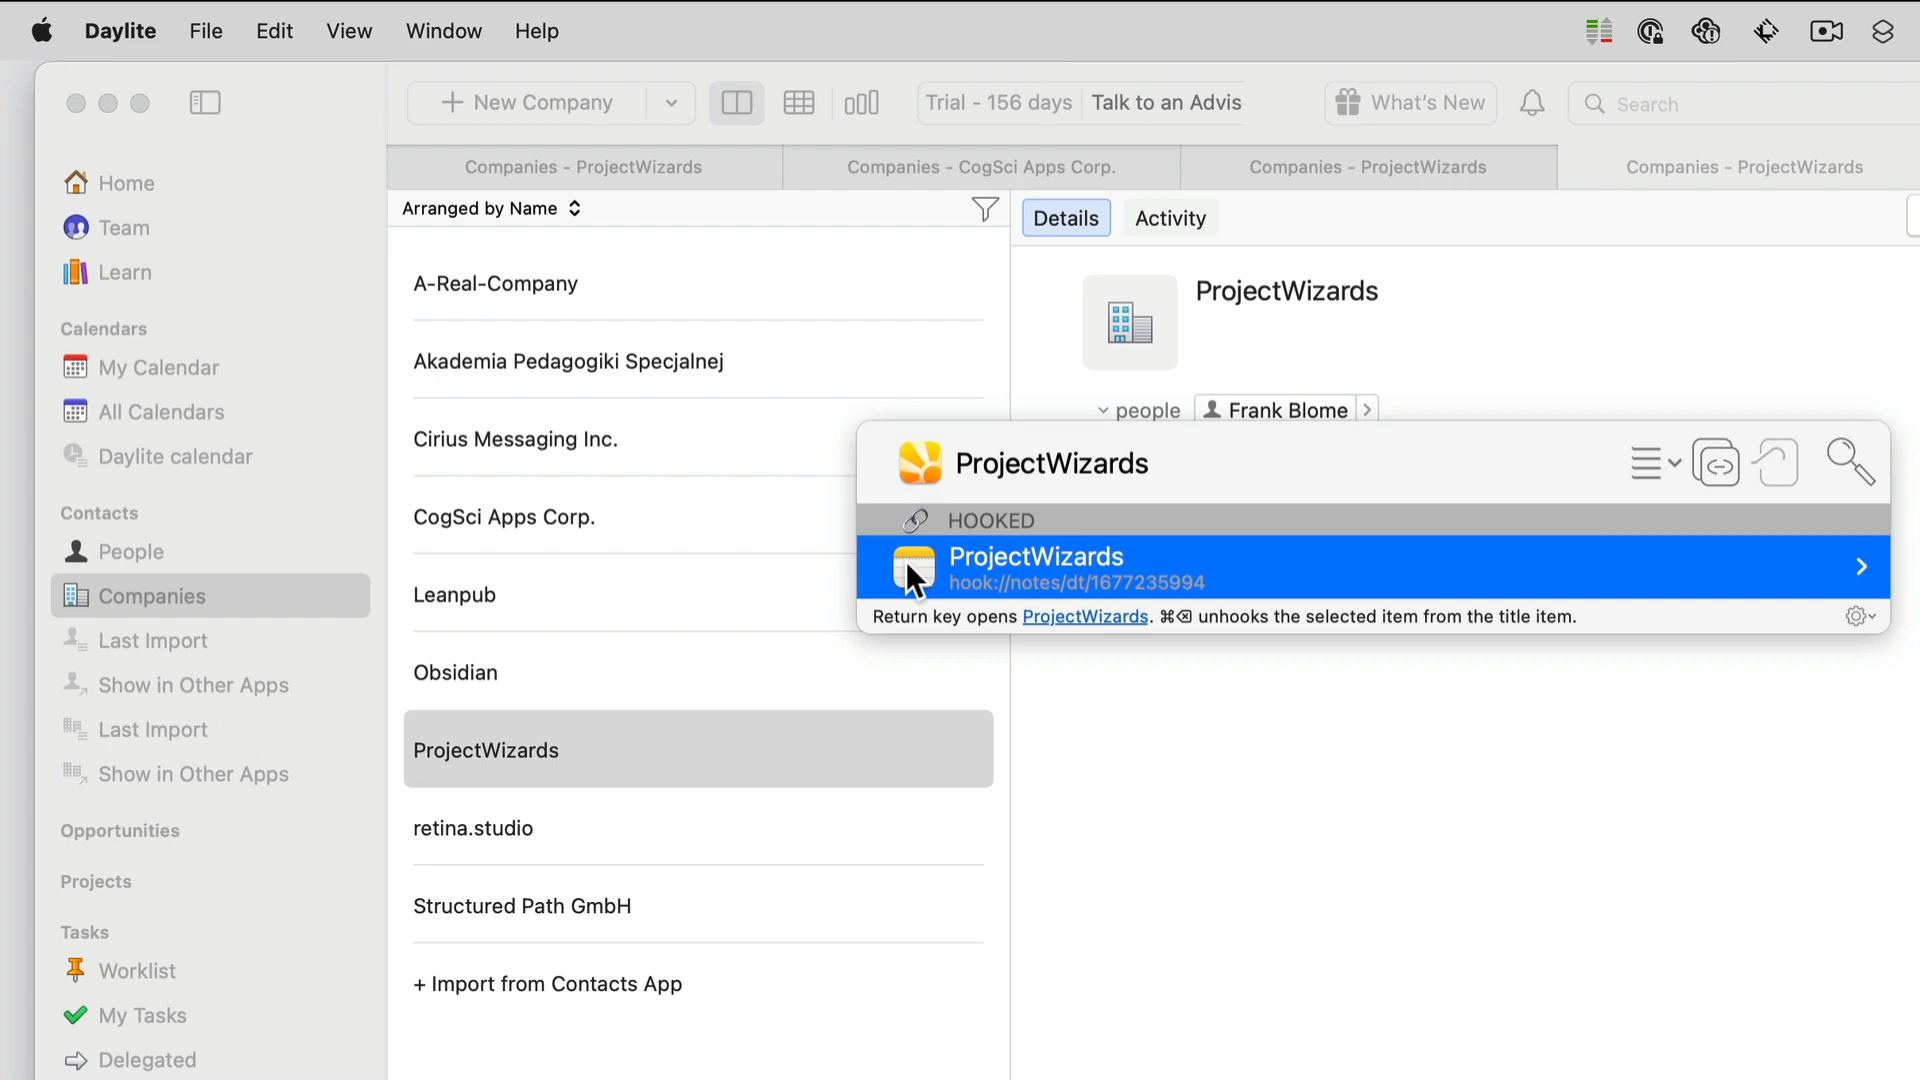 Daylite File Edit View Window Help
New Company
Trial - 156 days Talk to an Advis
What's New
Search
Companies - ProjectWizards
Companies - CogSci Apps Corp.
Companies - ProjectWizards
Companies - ProjectWizards
Home
Team
Learn
Calendars
My Calendar
All Calendars
Daylite calendar
Contacts
People
Companies
Last Import
Show in Other Apps
Last Import
Show in Other Apps
Opportunities
Projects
Tasks
Worklist
My Tasks
Delegated
Arranged by Name
A-Real-Company
Akademia Pedagogiki Specjalnej
Cirius Messaging Inc.
CogSci Apps Corp.
Leanpub
Obsidian
ProjectWizards
retina.studio
Structured Path GmbH
+ Import from Contacts App
Details Activity
ProjectWizards
people Frank Blome
ProjectWizards
HOOKED
ProjectWizards
hook://notes/dt/1677235994
Return key opens ProjectWizards. ⌘⌫ unhooks the selected item from the title item.